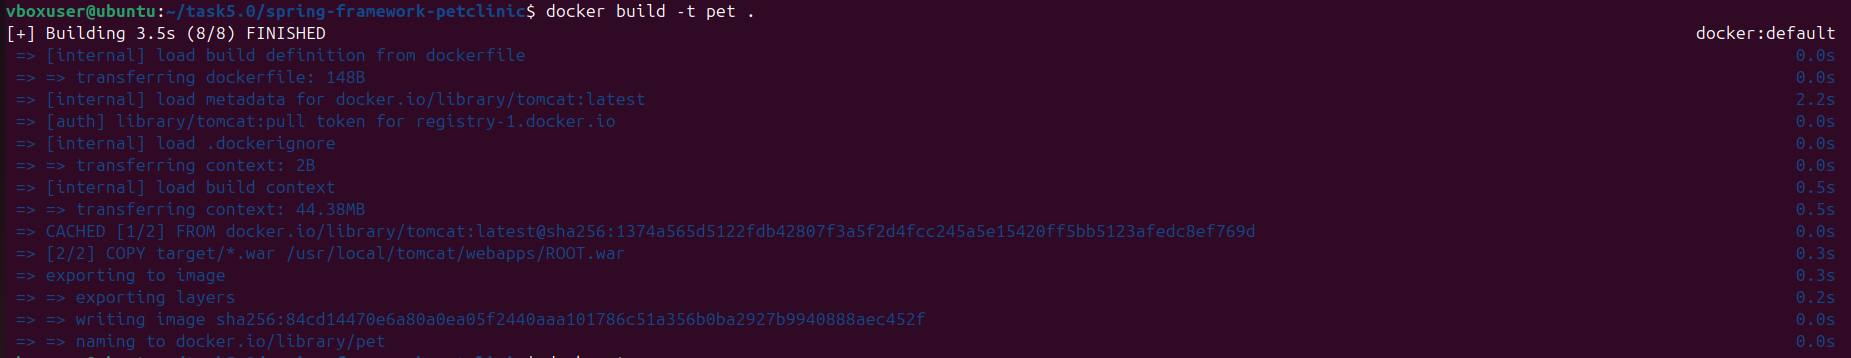 vboxuser@ubuntu:~/task5.0/spring-framework-petclinic$ docker build -t pet .
[+] Building 3.5s (8/8) FINISHED docker:default
=> [internal] load build definition from dockerfile 0.0s
=> => transferring dockerfile: 148B 0.0s
=> [internal] load metadata for docker.io/library/tomcat:latest 2.2s
=> [auth] library/tomcat:pull token for registry-1.docker.io 0.0s
=> [internal] load .dockerignore 0.0s
=> => transferring context: 2B 0.0s
=> [internal] load build context 0.5s
=> => transferring context: 44.38MB 0.5s
=> CACHED [1/2] FROM docker.io/library/tomcat:latest@sha256:1374a565d5122fdb42807f3a5f2d4fcc245a5e15420ff5bb5123afedc8ef769d 0.0s
=> [2/2] COPY target/*.war /usr/local/tomcat/webapps/ROOT.war 0.3s
=> exporting to image 0.3s
=> => exporting layers 0.2s
=> => writing image sha256:84cd14470e6a80a0ea05f2440aaa101786c51a356b0ba2927b9940888aec452f 0.0s
=> => naming to docker.io/library/pet 0.0s